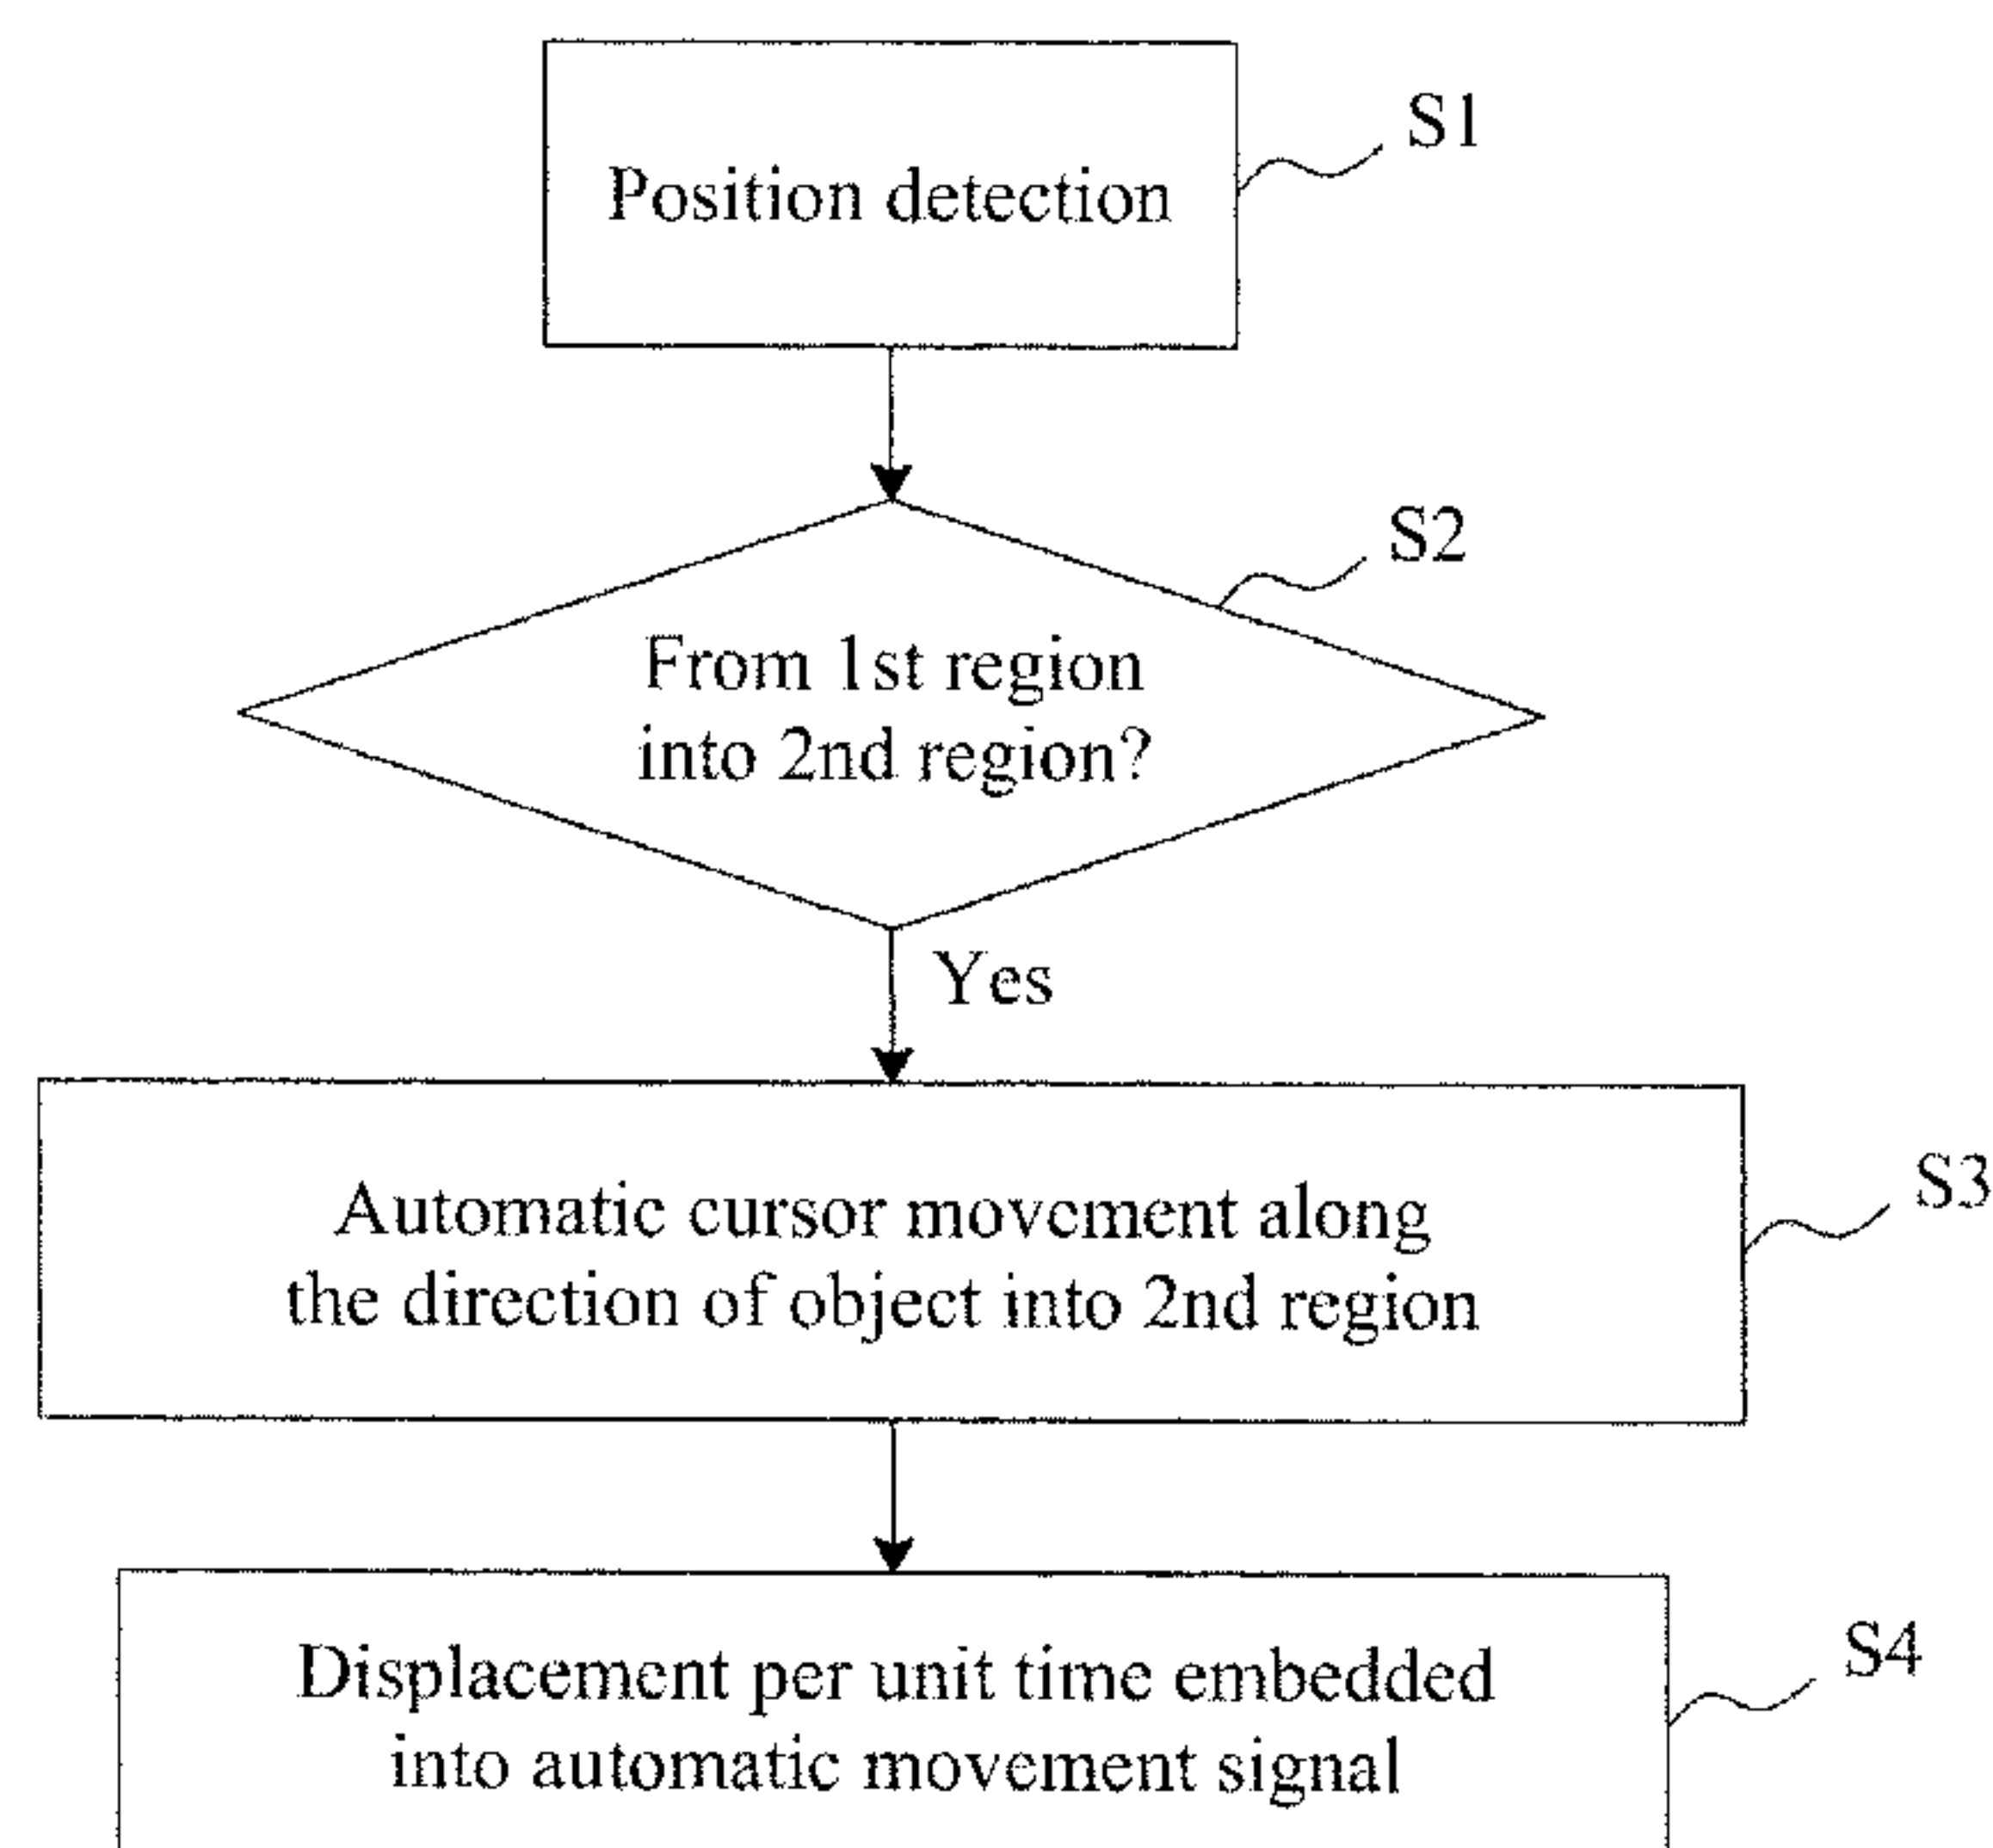 Position detection
S1
From 1st region
into 2nd region?
S2
Yes
Automatic cursor movement along
the direction of object into 2nd region
S3
Displacement per unit time embedded
into automatic movement signal
S4